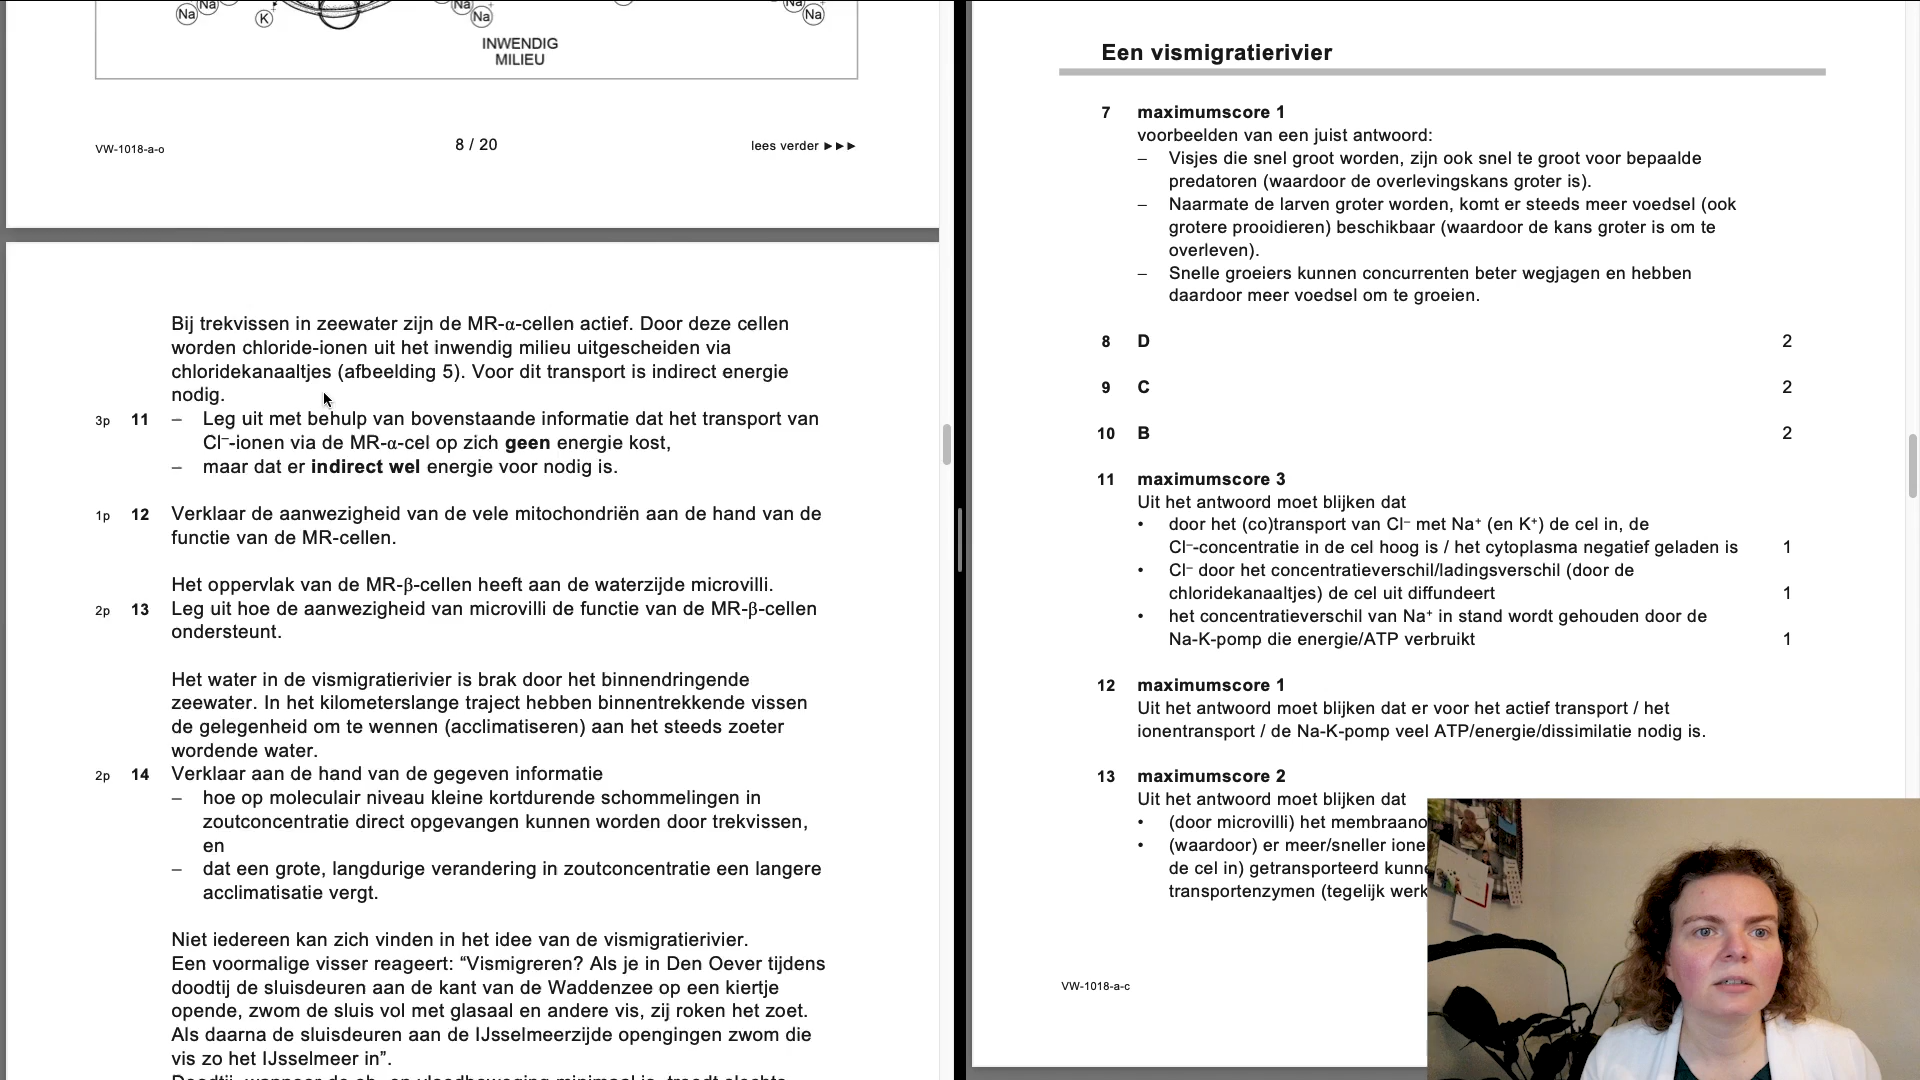 Na
Na
K
Na
Na
Na
Na
INWENDIG
MILIEU
VW-1018-a-o
8 / 20
lees verder ►►►
Bij trekvissen in zeewater zijn de MR-α-cellen actief. Door deze cellen
worden chloride-ionen uit het inwendig milieu uitgescheiden via
chloridekanaaltjes (afbeelding 5). Voor dit transport is indirect energie
nodig.
3p 11 – Leg uit met behulp van bovenstaande informatie dat het transport van
Cl⁻-ionen via de MR-α-cel op zich geen energie kost,
– maar dat er indirect wel energie voor nodig is.
1p 12 Verklaar de aanwezigheid van de vele mitochondriën aan de hand van de
functie van de MR-cellen.
Het oppervlak van de MR-β-cellen heeft aan de waterzijde microvilli.
2p 13 Leg uit hoe de aanwezigheid van microvilli de functie van de MR-β-cellen
ondersteunt.
Het water in de vismigratierivier is brak door het binnendringende
zeewater. In het kilometerslange traject hebben binnentrekkende vissen
de gelegenheid om te wennen (acclimatiseren) aan het steeds zoeter
wordende water.
2p 14 Verklaar aan de hand van de gegeven informatie
– hoe op moleculair niveau kleine kortdurende schommelingen in
zoutconcentratie direct opgevangen kunnen worden door trekvissen,
en
– dat een grote, langdurige verandering in zoutconcentratie een langere
acclimatisatie vergt.
Niet iedereen kan zich vinden in het idee van de vismigratierivier.
Een voormalige visser reageert: “Vismigreren? Als je in Den Oever tijdens
doodtij de sluisdeuren aan de kant van de Waddenzee op een kiertje
opende, zwom de sluis vol met glasaal en andere vis, zij roken het zoet.
Als daarna de sluisdeuren aan de IJsselmeerzijde opengingen zwom die
vis zo het IJsselmeer in”.
Een vismigratierivier
7 maximumscore 1
voorbeelden van een juist antwoord:
– Visjes die snel groot worden, zijn ook snel te groot voor bepaalde
predatoren (waardoor de overlevingskans groter is).
– Naarmate de larven groter worden, komt er steeds meer voedsel (ook
grotere prooidieren) beschikbaar (waardoor de kans groter is om te
overleven).
– Snelle groeiers kunnen concurrenten beter wegjagen en hebben
daardoor meer voedsel om te groeien.
8 D 2
9 C 2
10 B 2
11 maximumscore 3
Uit het antwoord moet blijken dat
• door het (co)transport van Cl⁻ met Na⁺ (en K⁺) de cel in, de
Cl⁻-concentratie in de cel hoog is / het cytoplasma negatief geladen is 1
• Cl⁻ door het concentratieverschil/ladingsverschil (door de
chloridekanaaltjes) de cel uit diffundeert 1
• het concentratieverschil van Na⁺ in stand wordt gehouden door de
Na-K-pomp die energie/ATP verbruikt 1
12 maximumscore 1
Uit het antwoord moet blijken dat er voor het actief transport / het
ionentransport / de Na-K-pomp veel ATP/energie/dissimilatie nodig is.
13 maximumscore 2
Uit het antwoord moet blijken dat
• (door microvilli) het membraano
• (waardoor) er meer/sneller ione
de cel in) getransporteerd kunne
transportenzymen (tegelijk werk
VW-1018-a-c